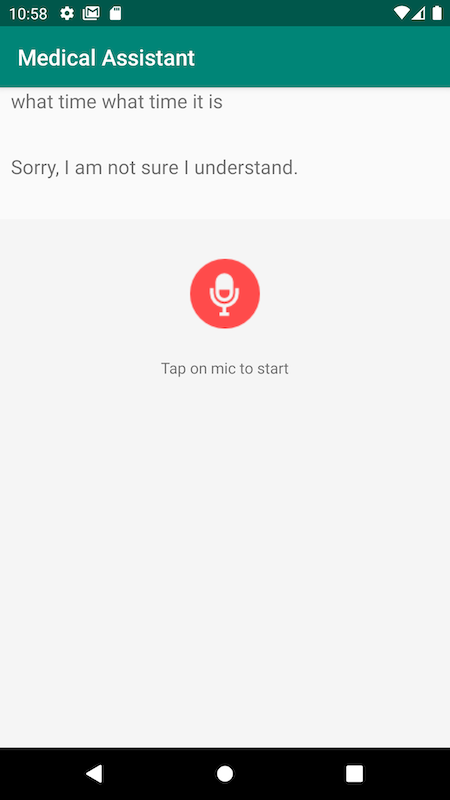 10:58
Medical Assistant
what time what time it is
Sorry, I am not sure I understand.
Tap on mic to start